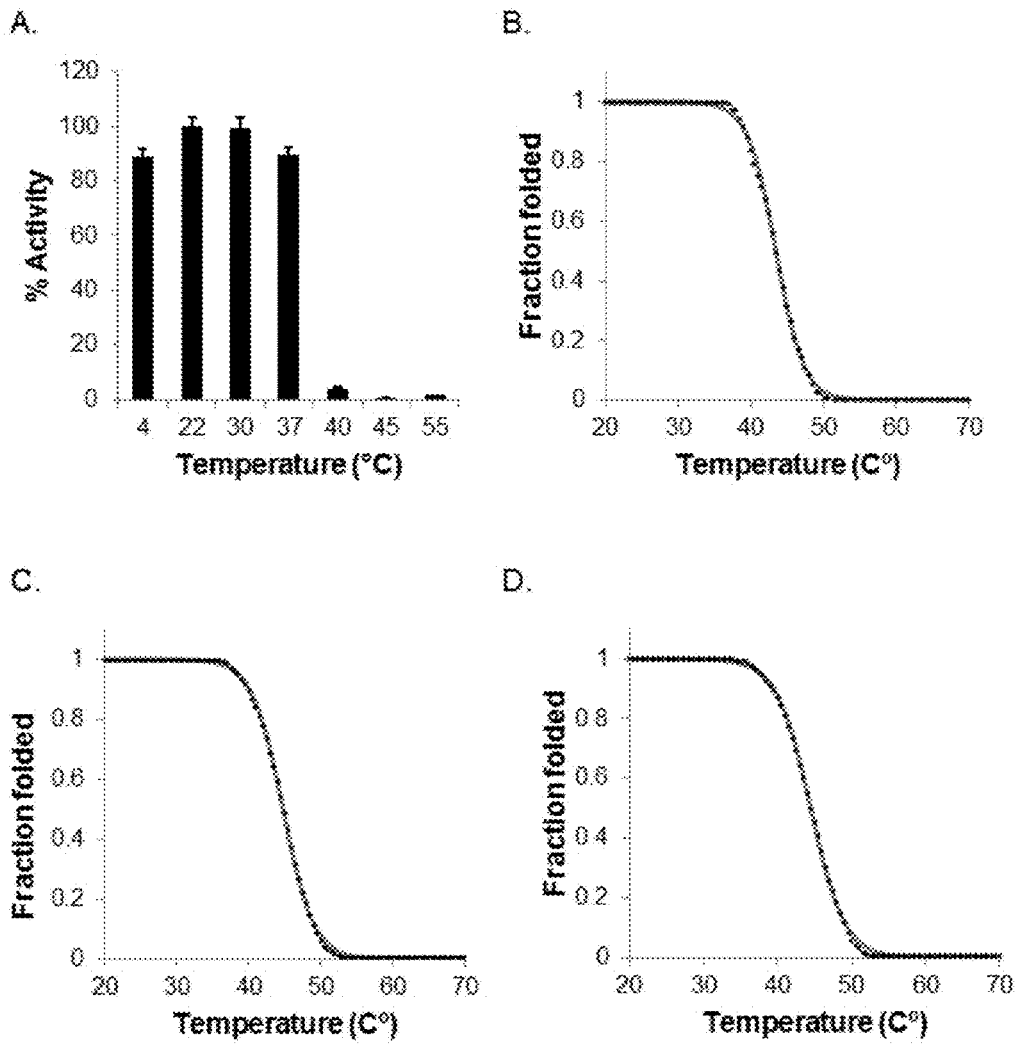 A.
120
100
80
60
40
20
0
% Activity
4 22 30 37 40 45 55
Temperature (°C)
B.
1
0.8
0.6
0.4
0.2
0
Fraction folded
20 30 40 50 60 70
Temperature (C°)
C.
1
0.8
0.6
0.4
0.2
0
Fraction folded
20 30 40 50 60 70
Temperature (C°)
D.
1
0.8
0.6
0.4
0.2
0
Fraction folded
20 30 40 50 60 70
Temperature (C°)